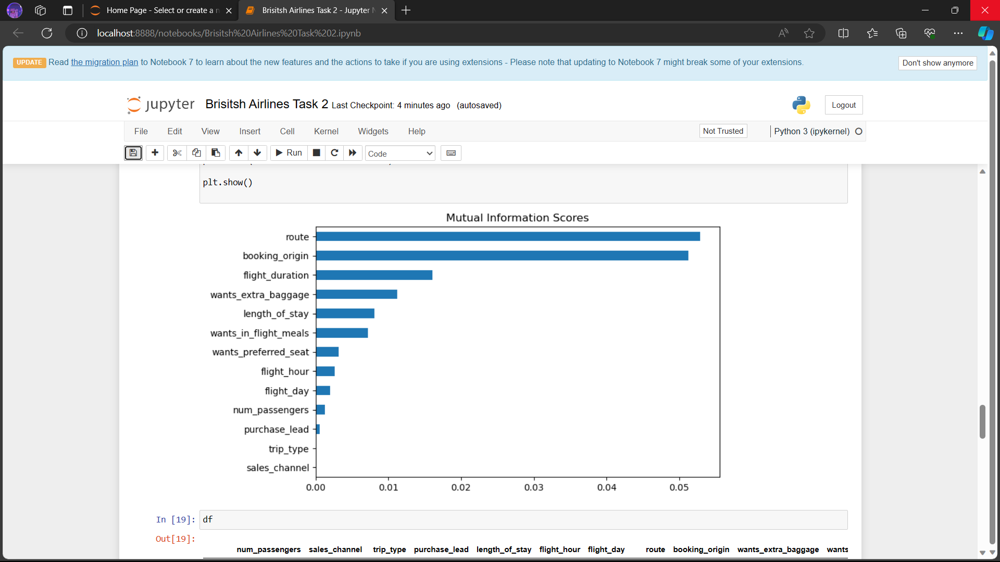 Home Page - Select or create a n
Brisitsh Airlines Task 2 - Jupyter N
localhost:8888/notebooks/Brisitsh%20Airlines%20Task%202.ipynb
UPDATE Read the migration plan to Notebook 7 to learn about the new features and the actions to take if you are using extensions - Please note that updating to Notebook 7 might break some of your extensions.
Don't show anymore
jupyter Brisitsh Airlines Task 2 Last Checkpoint: 4 minutes ago (autosaved)
Logout
File Edit View Insert Cell Kernel Widgets Help
Not Trusted
Python 3 (ipykernel)
Run
Code
plt.show()
Mutual Information Scores
route
booking_origin
flight_duration
wants_extra_baggage
length_of_stay
wants_in_flight_meals
wants_preferred_seat
flight_hour
flight_day
num_passengers
purchase_lead
trip_type
sales_channel
0.00 0.01 0.02 0.03 0.04 0.05
In [19]: df
Out[19]:
num_passengers sales_channel trip_type purchase_lead length_of_stay flight_hour flight_day route booking_origin wants_extra_baggage wants